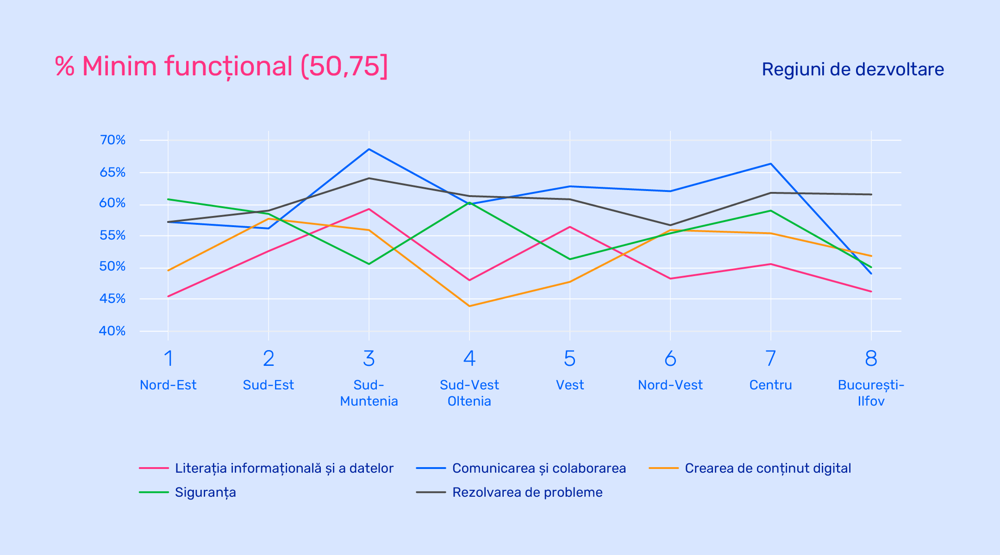 % Minim funcțional (50,75]
Regiuni de dezvoltare
70%
65%
60%
55%
50%
45%
40%
1 2 3 4 5 6 7 8
Nord-Est Sud-Est Sud- Sud-Vest Vest Nord-Vest Centru București-
Muntenia Oltenia Ilfov
Literația informațională și a datelor Comunicarea și colaborarea Crearea de conținut digital
Siguranța Rezolvarea de probleme